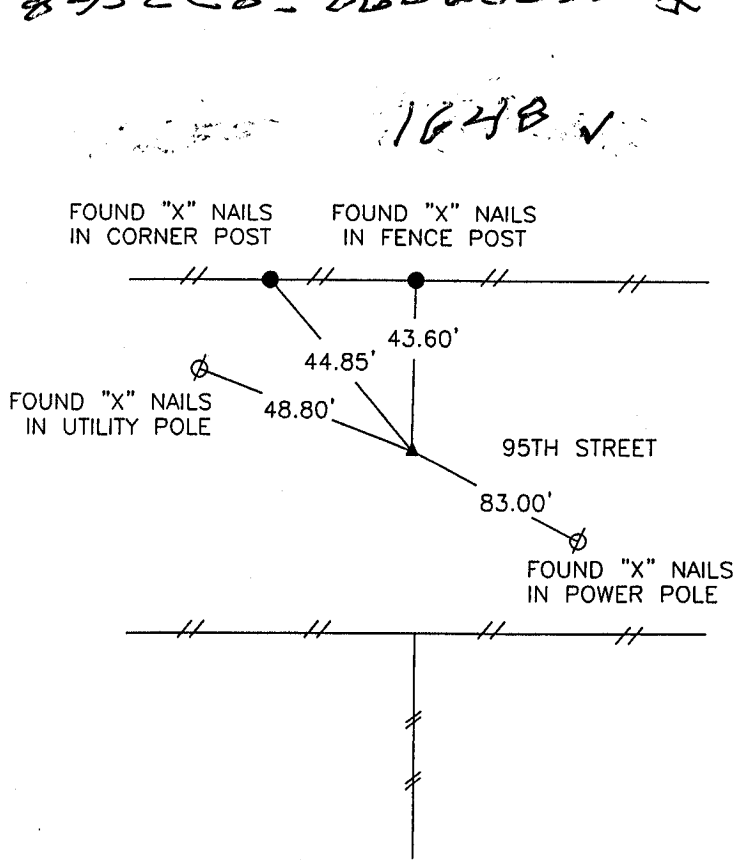 1648 ✓
FOUND "X" NAILS
IN CORNER POST
FOUND "X" NAILS
IN FENCE POST
43.60'
44.85'
FOUND "X" NAILS
IN UTILITY POLE
48.80'
95TH STREET
83.00'
FOUND "X" NAILS
IN POWER POLE